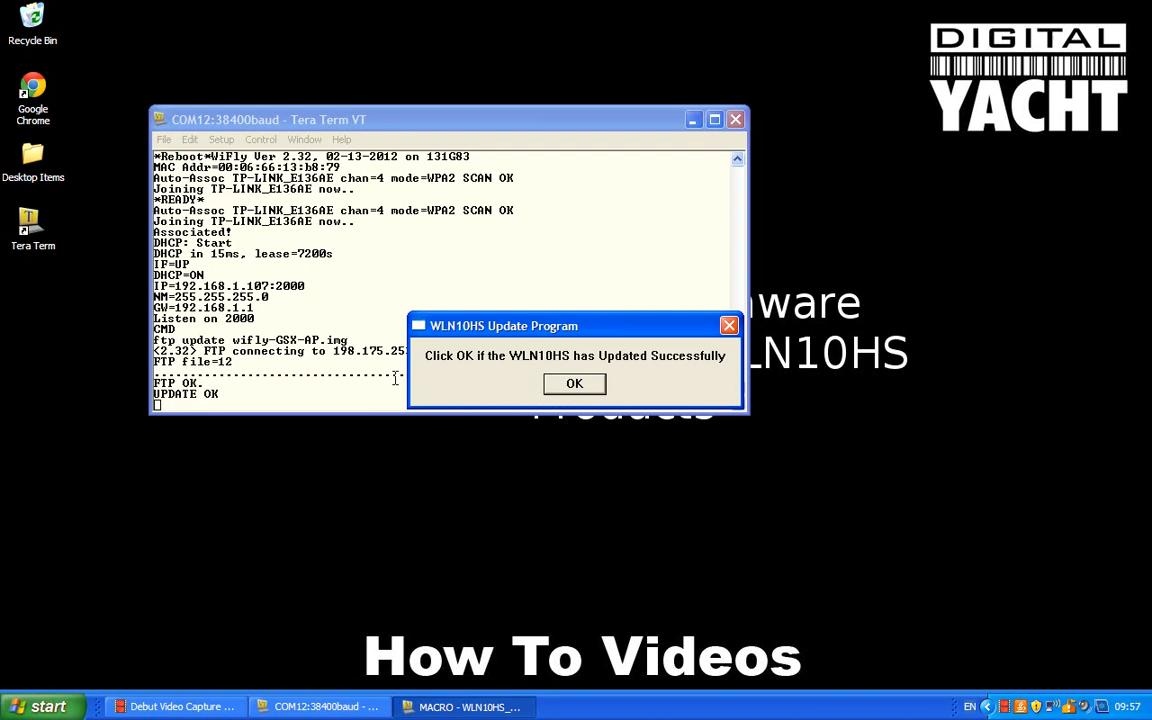 Recycle Bin
Google
Chrome
Desktop Items
Tera Term
DIGITAL
YACHT
COM12:38400baud - Tera Term VT
File Edit Setup Control Window Help
*Reboot*WiFly Ver 2.32, 02-13-2012 on 131G83
MAC Addr=00:06:66:13:b8:79
Auto-Assoc TP-LINK_E136AE chan=4 mode=WPA2 SCAN OK
Joining TP-LINK_E136AE now..
*READY*
Auto-Assoc TP-LINK_E136AE chan=4 mode=WPA2 SCAN OK
Joining TP-LINK_E136AE now..
Associated!
DHCP: Start
DHCP in 15ms, lease=7200s
IF=UP
DHCP=ON
IP=192.168.1.107:2000
NM=255.255.255.0
GW=192.168.1.1
Listen on 2000
CMD
ftp update wifly-GSX-AP.img
<2.32> FTP connecting to 198.175.25
FTP file=12
...................................
FTP OK.
UPDATE OK
WLN10HS Update Program
Click OK if the WLN10HS has Updated Successfully
OK
ware
LN10HS
Products
How To Videos
start
Debut Video Capture ...
COM12:38400baud - ...
MACRO - WLN10HS_...
EN
09:57